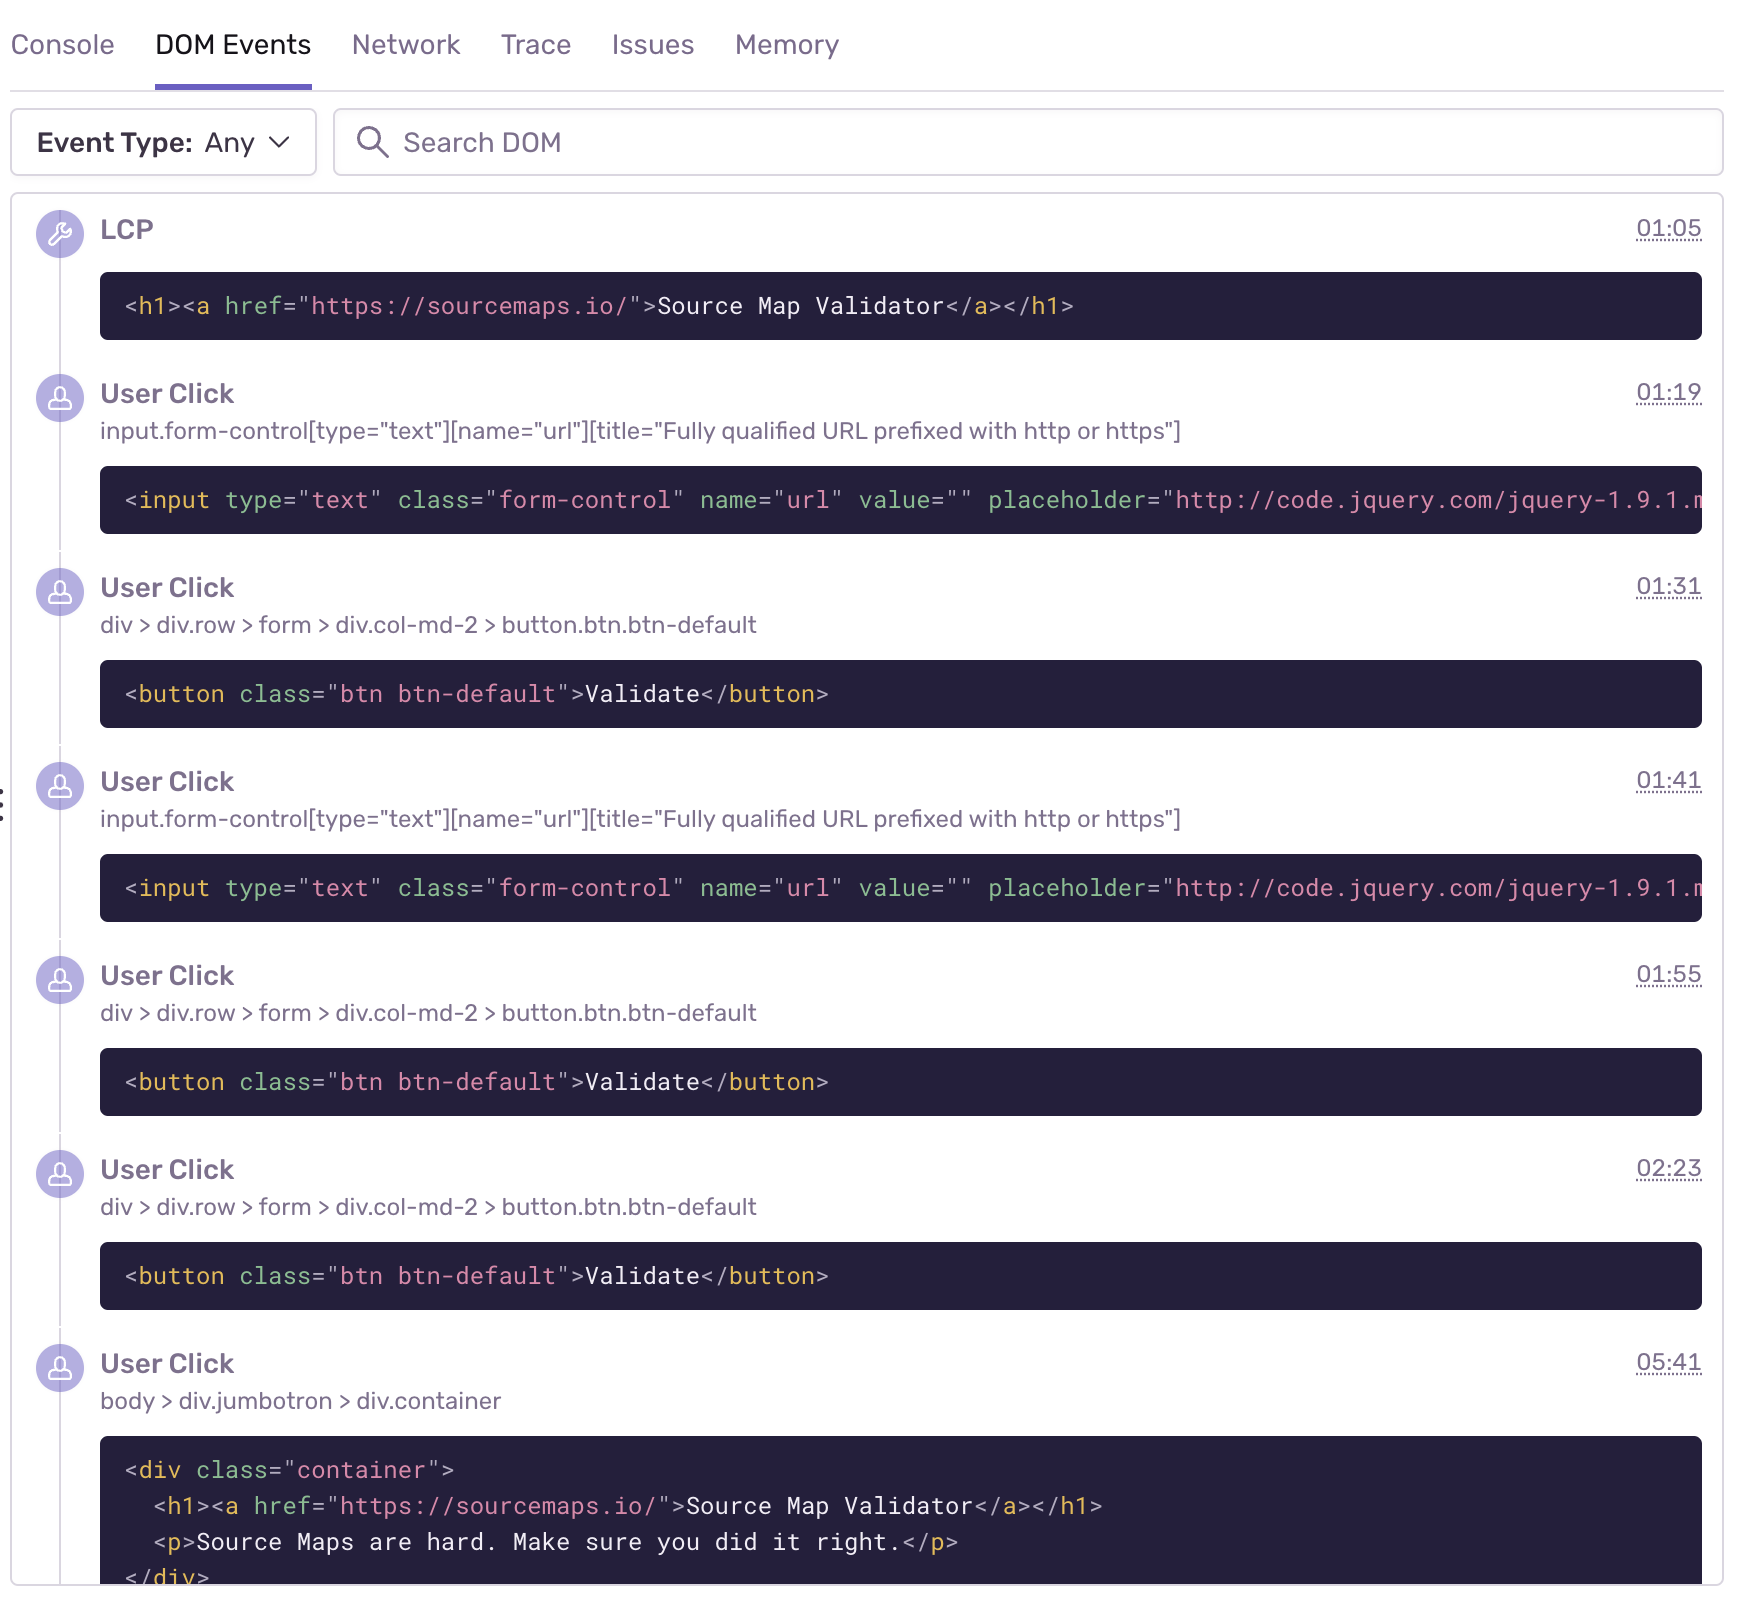 Console DOM Events Network Trace Issues Memory
Event Type: Any Search DOM
LCP 01:05
<h1><a href="https://sourcemaps.io/">Source Map Validator</a></h1>
User Click 01:19
input.form-control[type="text"][name="url"][title="Fully qualified URL prefixed with http or https"]
<input type="text" class="form-control" name="url" value="" placeholder="http://code.jquery.com/jquery-1.9.1.m
User Click 01:31
div > div.row > form > div.col-md-2 > button.btn.btn-default
<button class="btn btn-default">Validate</button>
User Click 01:41
input.form-control[type="text"][name="url"][title="Fully qualified URL prefixed with http or https"]
<input type="text" class="form-control" name="url" value="" placeholder="http://code.jquery.com/jquery-1.9.1.m
User Click 01:55
div > div.row > form > div.col-md-2 > button.btn.btn-default
<button class="btn btn-default">Validate</button>
User Click 02:23
div > div.row > form > div.col-md-2 > button.btn.btn-default
<button class="btn btn-default">Validate</button>
User Click 05:41
body > div.jumbotron > div.container
<div class="container">
<h1><a href="https://sourcemaps.io/">Source Map Validator</a></h1>
<p>Source Maps are hard. Make sure you did it right.</p>
</div>